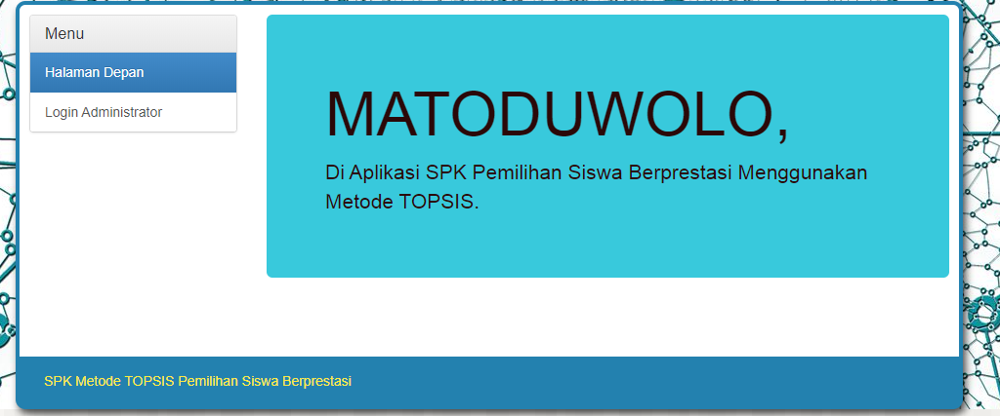 Menu
Halaman Depan
Login Administrator
MATODUWOLO,
Di Aplikasi SPK Pemilihan Siswa Berprestasi Menggunakan
Metode TOPSIS.
SPK Metode TOPSIS Pemilihan Siswa Berprestasi